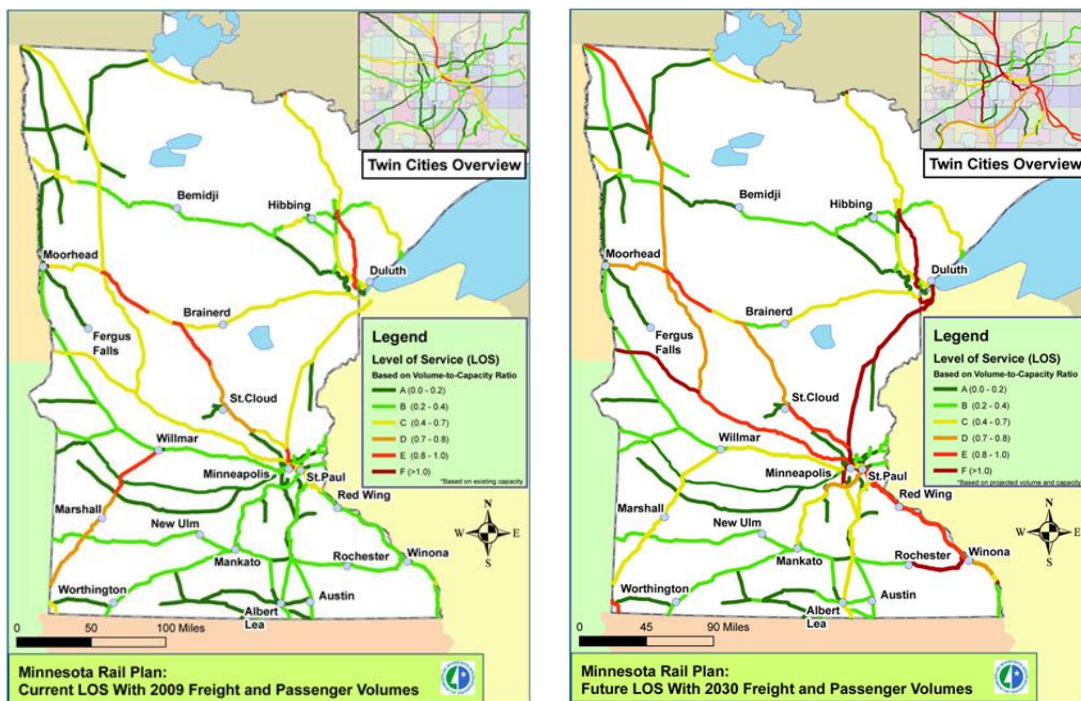 Twin Cities Overview
Bemidji
Hibbing
Moorhead
Duluth
Brainerd
Fergus
Falls
St.Cloud
Willmar
Minneapolis
St.Paul
Marshall
Red Wing
New Ulm
Mankato
Rochester
Winona
Worthington
Albert
Lea
Austin
Legend
Level of Service (LOS)
Based on Volume-to-Capacity Ratio
A (0.0 - 0.2)
B (0.2 - 0.4)
C (0.4 - 0.7)
D (0.7 - 0.8)
E (0.8 - 1.0)
F (>1.0)
*Based on existing capacity
N
W
E
S
0 50 100 Miles
Minnesota Rail Plan:
Current LOS With 2009 Freight and Passenger Volumes
Twin Cities Overview
Bemidji
Hibbing
Moorhead
Duluth
Brainerd
Fergus
Falls
St.Cloud
Willmar
Minneapolis
St.Paul
Marshall
Red Wing
New Ulm
Mankato
Rochester
Winona
Worthington
Albert
Lea
Austin
Legend
Level of Service (LOS)
Based on Volume-to-Capacity Ratio
A (0.0 - 0.2)
B (0.2 - 0.4)
C (0.4 - 0.7)
D (0.7 - 0.8)
E (0.8 - 1.0)
F (>1.0)
*Based on projected volume and capacity
N
W
E
S
0 45 90 Miles
Minnesota Rail Plan:
Future LOS With 2030 Freight and Passenger Volumes